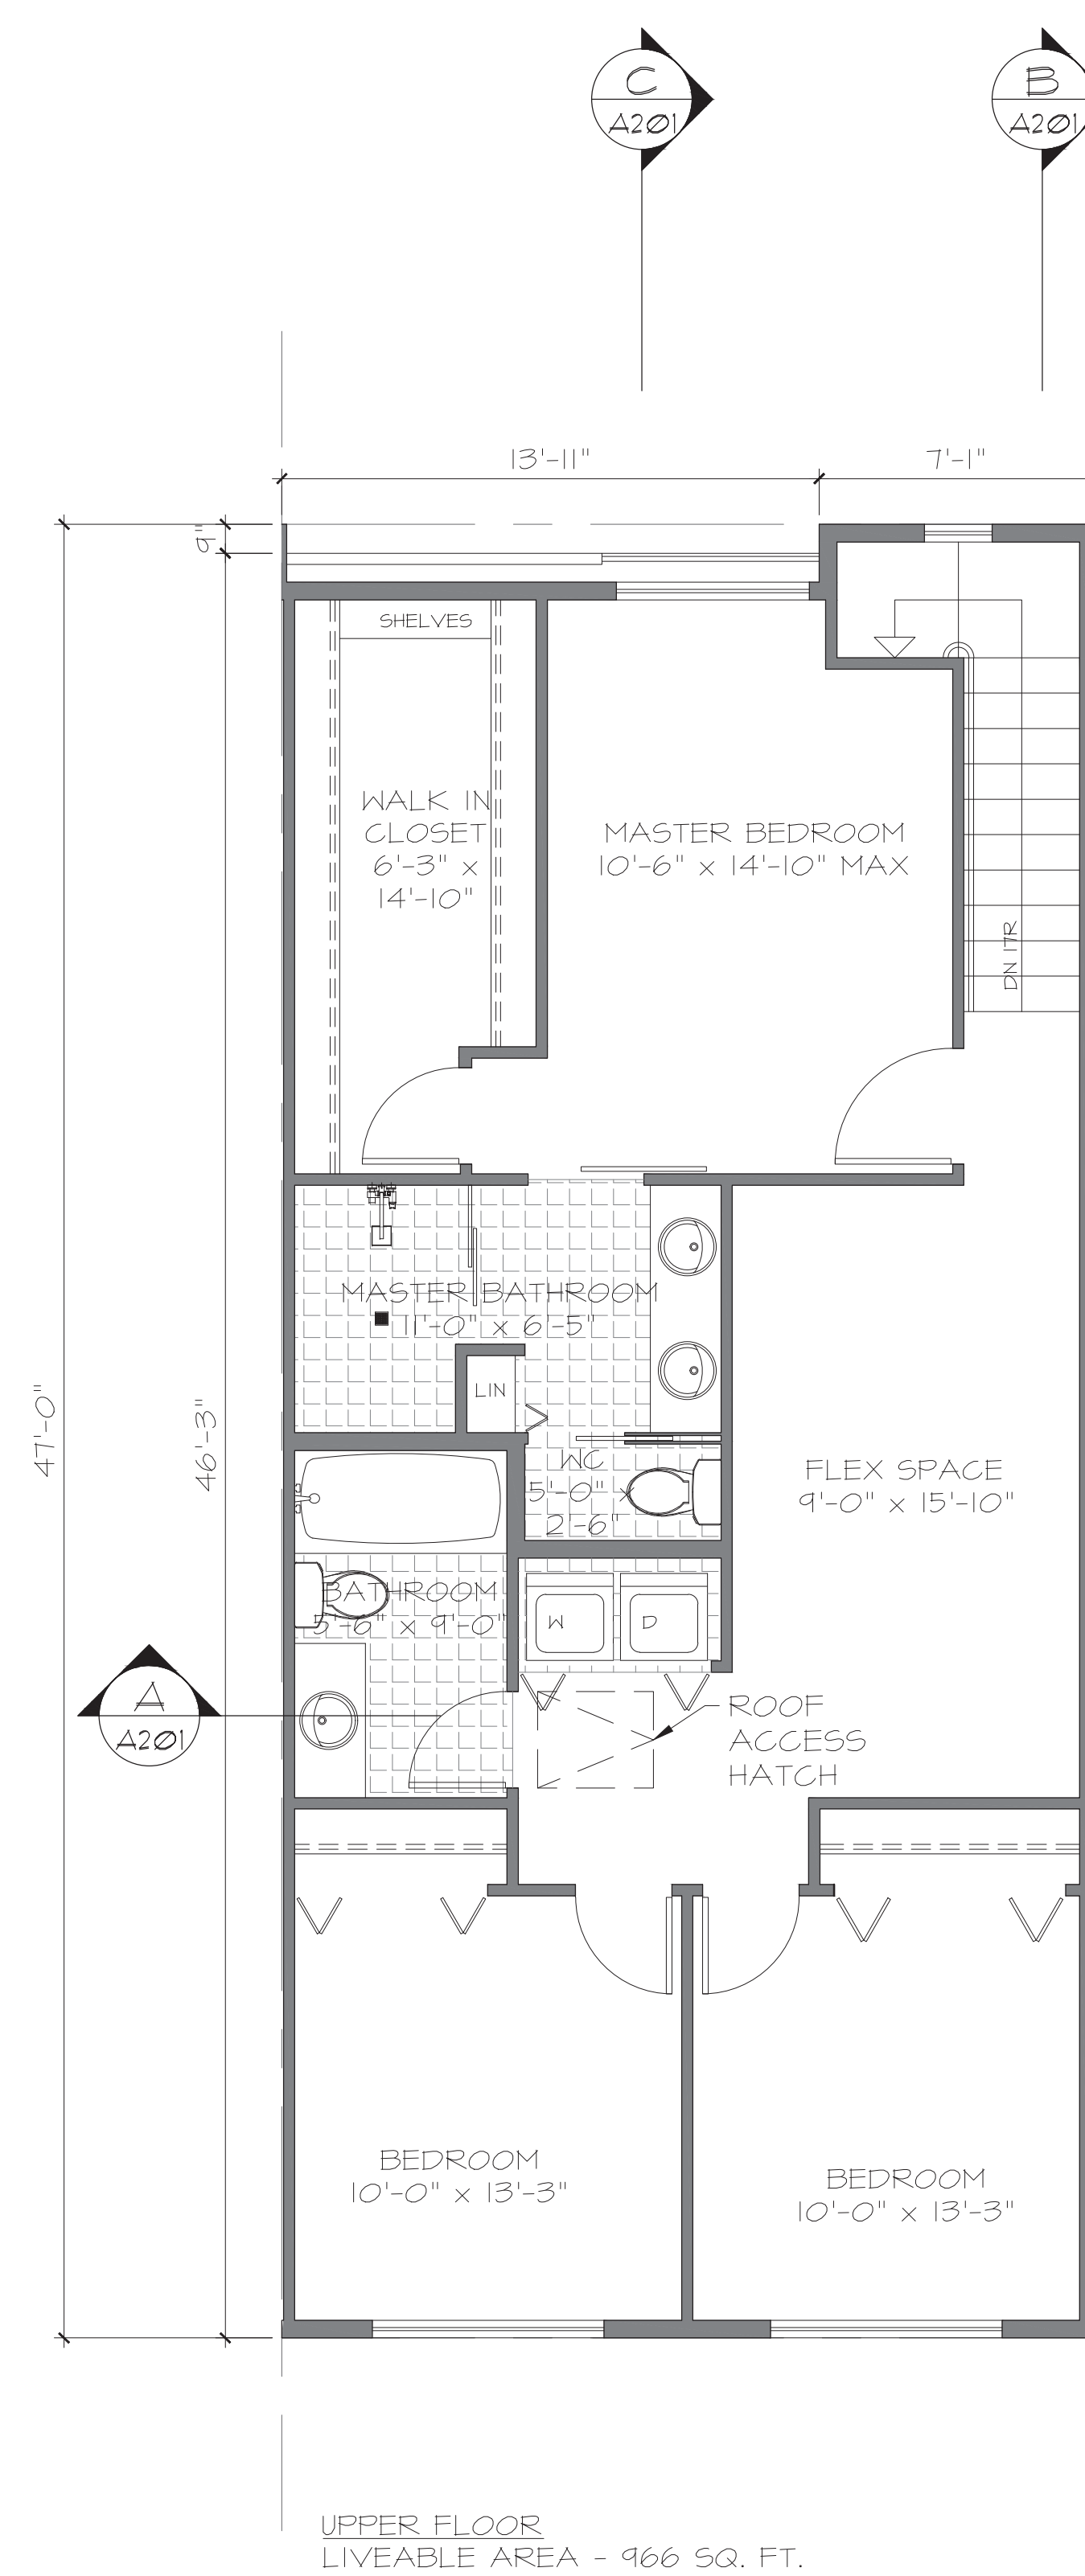 C
A201
B
A201
13'-11"
7'-1"
9"
47'-0"
46'-3"
SHELVES
WALK IN
CLOSET
6'-3" x
14'-10"
MASTER BEDROOM
10'-6" x 14'-10" MAX
DN 17R
MASTER BATHROOM
11'-0" x 6'-5"
LIN
WC
5'-0" x
2'-6"
FLEX SPACE
9'-0" x 15'-10"
BATHROOM
5'-6" x 9'-0"
W
D
A
A201
ROOF
ACCESS
HATCH
BEDROOM
10'-0" x 13'-3"
BEDROOM
10'-0" x 13'-3"
UPPER FLOOR
LIVEABLE AREA - 966 SQ. FT.